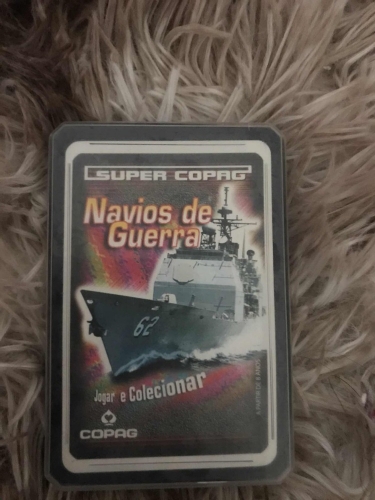 SUPER COPAG
Navios de
Guerra
62
Jogar e Colecionar
COPAG